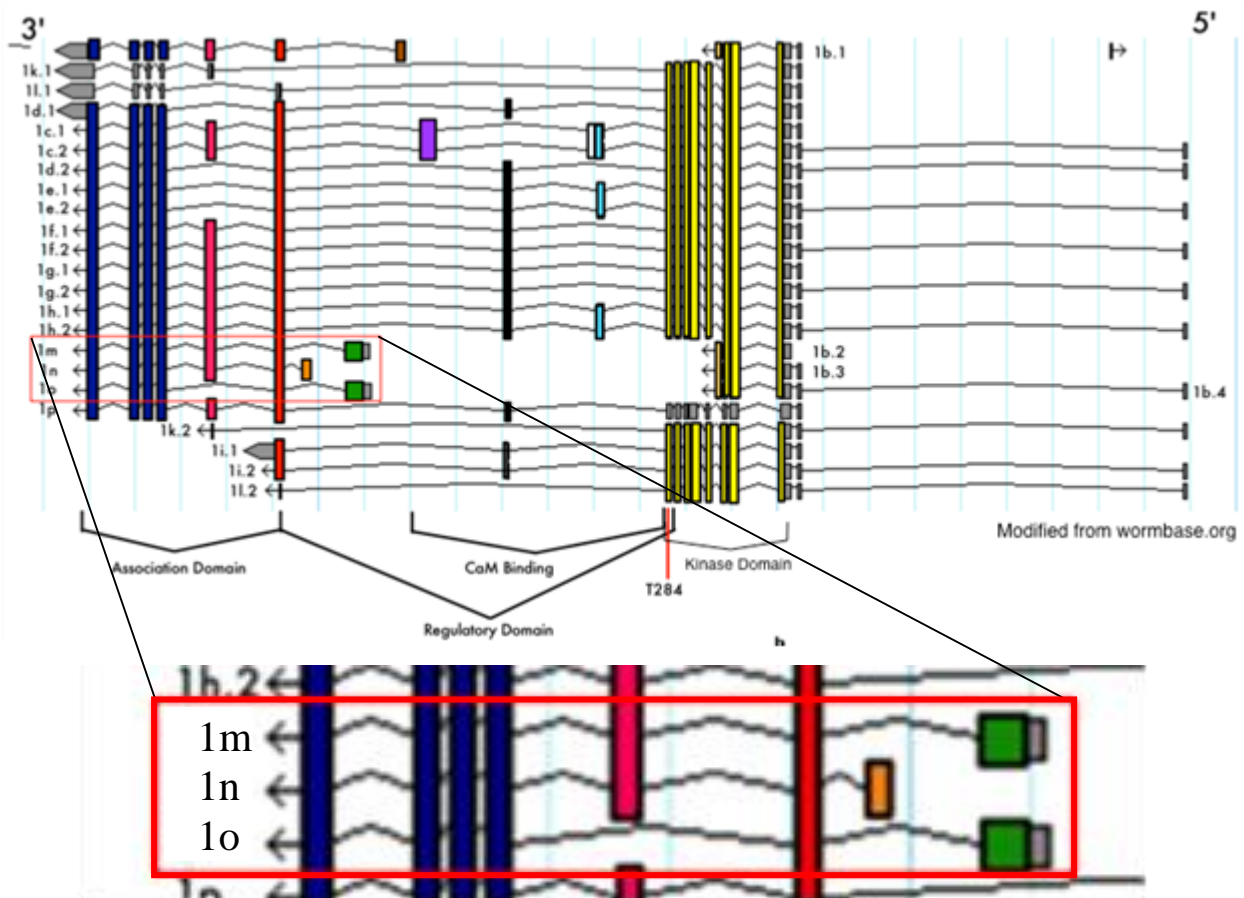 3'
5'
1b.1
1k.1
1l.1
1d.1
1c.1
1c.2
1d.2
1e.1
1e.2
1f.1
1f.2
1g.1
1g.2
1h.1
1h.2
1m
1b.2
1n
1b.3
1o
1b.4
1p
1k.2
1i.1
1i.2
1l.2
Modified from wormbase.org
Association Domain
CaM Binding
Kinase Domain
T284
Regulatory Domain
h
1h.2
1m
1n
1o
1p